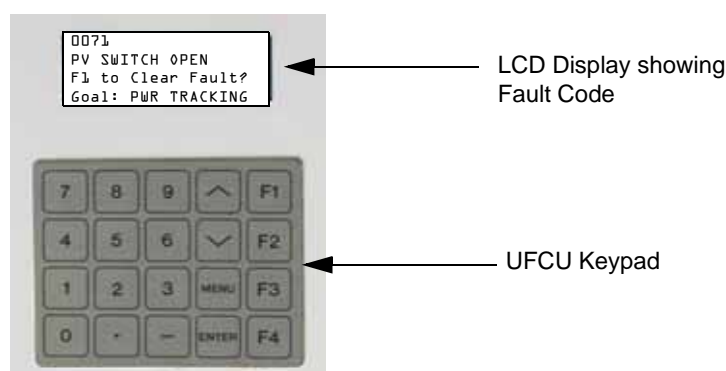 0071
PV SWITCH OPEN
F1 to Clear Fault?
Goal: PWR TRACKING
LCD Display showing
Fault Code
7 8 9 F1
4 5 6 F2
UFCU Keypad
1 2 3 MENU F3
0 . - ENTER F4